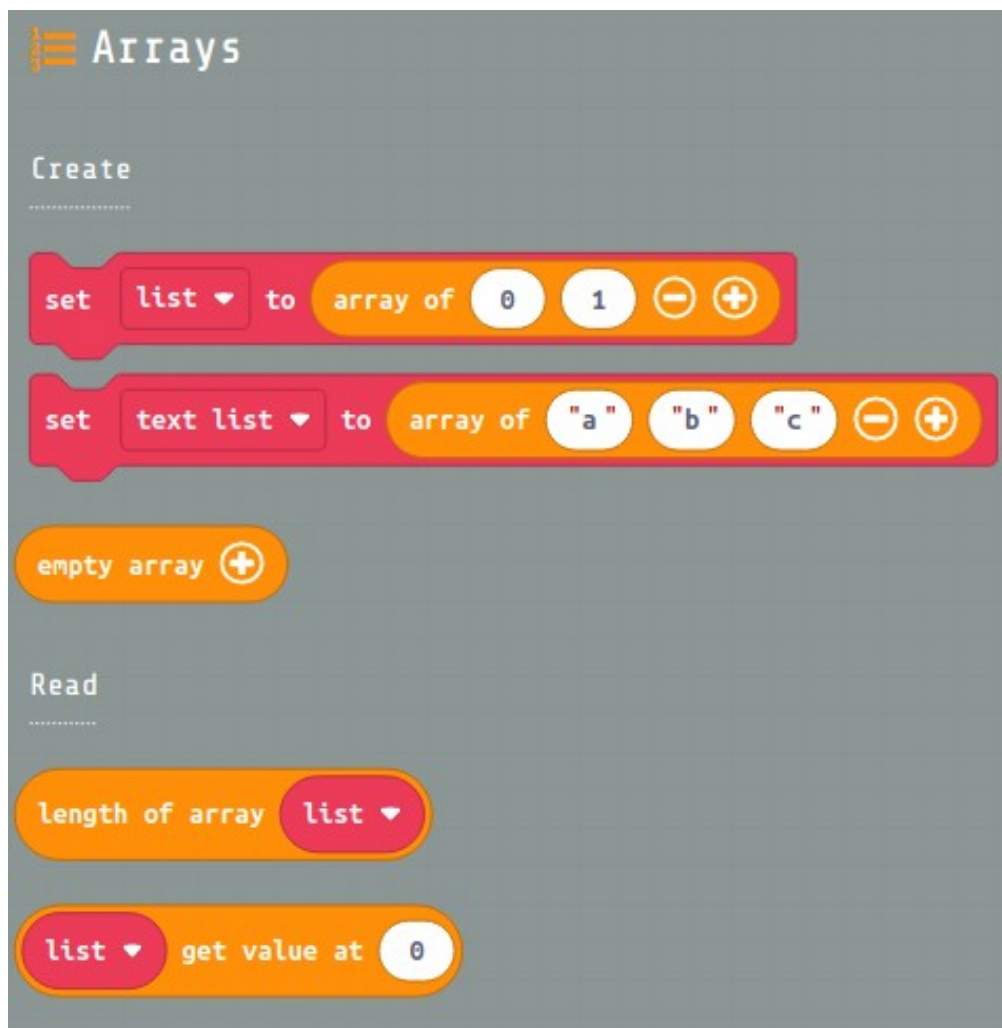 Arrays
Create
set list to array of 0 1
set text list to array of "a" "b" "c"
empty array
Read
length of array list
list get value at 0